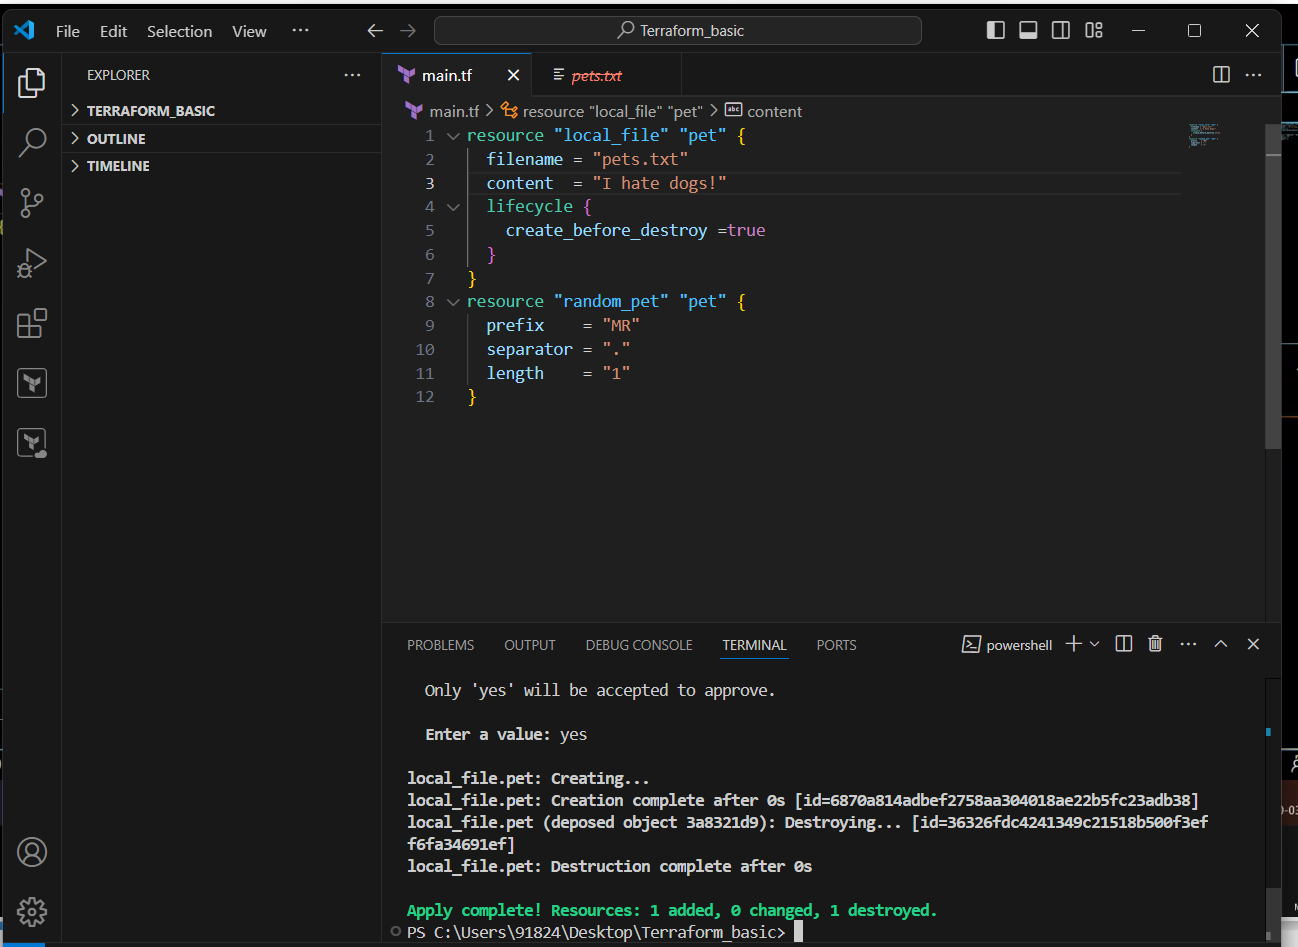 File Edit Selection View ··· Terraform_basic
EXPLORER ···
TERRAFORM_BASIC
OUTLINE
TIMELINE
main.tf pets.txt ···
main.tf > resource "local_file" "pet" > abc content
1 resource "local_file" "pet" {
2 filename = "pets.txt"
3 content  = "I hate dogs!"
4 lifecycle {
5 create_before_destroy =true
6 }
7 }
8 resource "random_pet" "pet" {
9 prefix    = "MR"
10 separator = "."
11 length    = "1"
12 }
PROBLEMS OUTPUT DEBUG CONSOLE TERMINAL PORTS powershell ···
Only 'yes' will be accepted to approve.
Enter a value: yes
local_file.pet: Creating...
local_file.pet: Creation complete after 0s [id=6870a814adbef2758aa304018ae22b5fc23adb38]
local_file.pet (deposed object 3a8321d9): Destroying... [id=36326fdc4241349c21518b500f3ef
f6fa34691ef]
local_file.pet: Destruction complete after 0s
Apply complete! Resources: 1 added, 0 changed, 1 destroyed.
PS C:\Users\91824\Desktop\Terraform_basic>